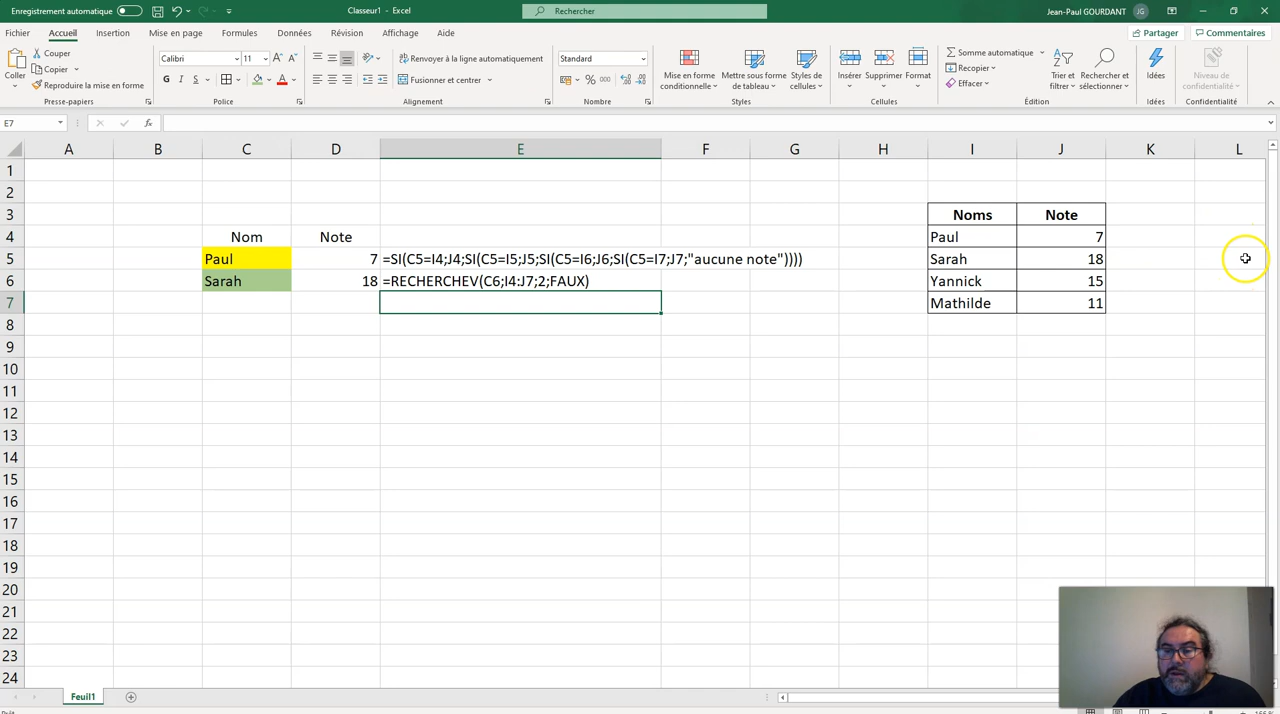 Enregistrement automatique
Classeur1 - Excel
Rechercher
Jean-Paul GOURDANT
JG
Fichier Accueil Insertion Mise en page Formules Données Révision Affichage Aide
Partager Commentaires
Coller
Couper
Copier
Reproduire la mise en forme
Presse-papiers
Calibri 11
G I S
Police
Renvoyer à la ligne automatiquement
Fusionner et centrer
Alignement
Standard
% 000
Nombre
Mise en forme conditionnelle
Mettre sous forme de tableau
Styles de cellules
Styles
Insérer Supprimer Format
Cellules
Somme automatique
Recopier
Effacer
Trier et filtrer
Rechercher et sélectionner
Édition
Idées
Idées
Niveau de confidentialité
Confidentialité
E7
fx
A B C D E F G H I J K L
1
2
3 Noms Note
4 Nom Note Paul 7
5 Paul 7 =SI(C5=I4;J4;SI(C5=I5;J5;SI(C5=I6;J6;SI(C5=I7;J7;"aucune note")))) Sarah 18
6 Sarah 18 =RECHERCHEV(C6;I4:J7;2;FAUX) Yannick 15
7 Mathilde 11
8
9
10
11
12
13
14
15
16
17
18
19
20
21
22
23
24
Feuil1